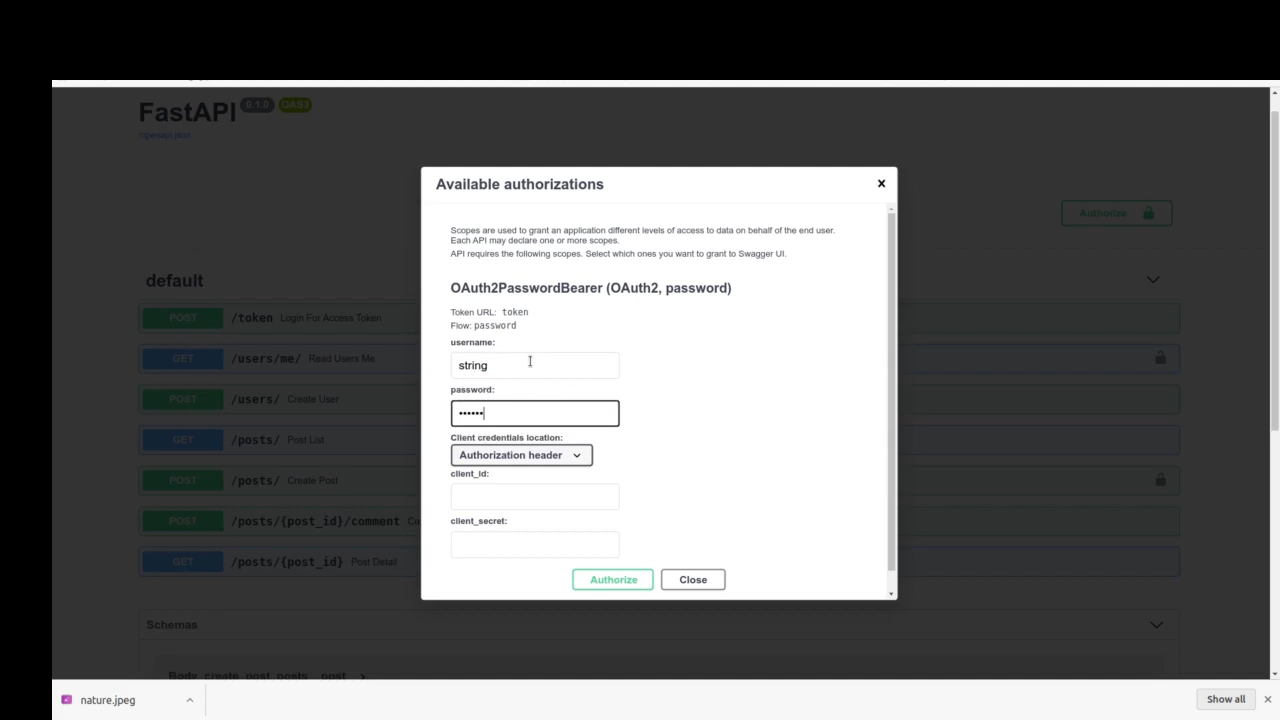 FastAPI 0.1.0 OAS3
/openapi.json
Available authorizations
Authorize
Scopes are used to grant an application different levels of access to data on behalf of the end user.
Each API may declare one or more scopes.
API requires the following scopes. Select which ones you want to grant to Swagger UI.
default
OAuth2PasswordBearer (OAuth2, password)
Token URL: token
Flow: password
POST /token Login For Access Token
username:
GET /users/me/ Read Users Me
string
password:
POST /users/ Create User
••••••
Client credentials location:
GET /posts/ Post List
Authorization header
client_id:
POST /posts/ Create Post
client_secret:
POST /posts/{post_id}/comment
GET /posts/{post_id} Post Detail
Authorize Close
Schemas
Body_create_post_posts__post
nature.jpeg
Show all